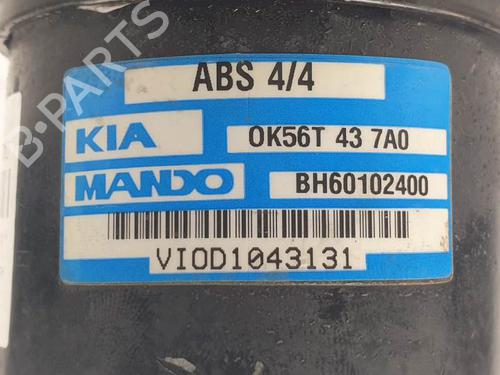 B-PARTS
ABS 4/4
KIA OK56T 43 7A0
MANDO BH60102400
VIOD1043131